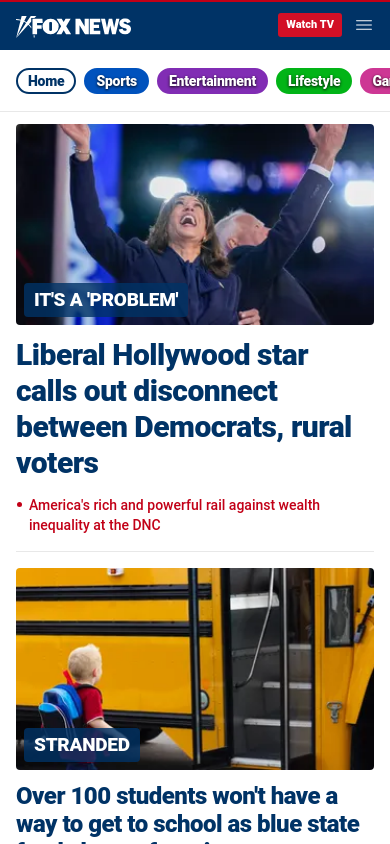 FOX NEWS
Watch TV
Home
Sports
Entertainment
Lifestyle
Ga
IT'S A 'PROBLEM'
Liberal Hollywood star
calls out disconnect
between Democrats, rural
voters
America's rich and powerful rail against wealth
inequality at the DNC
STRANDED
Over 100 students won't have a
way to get to school as blue state